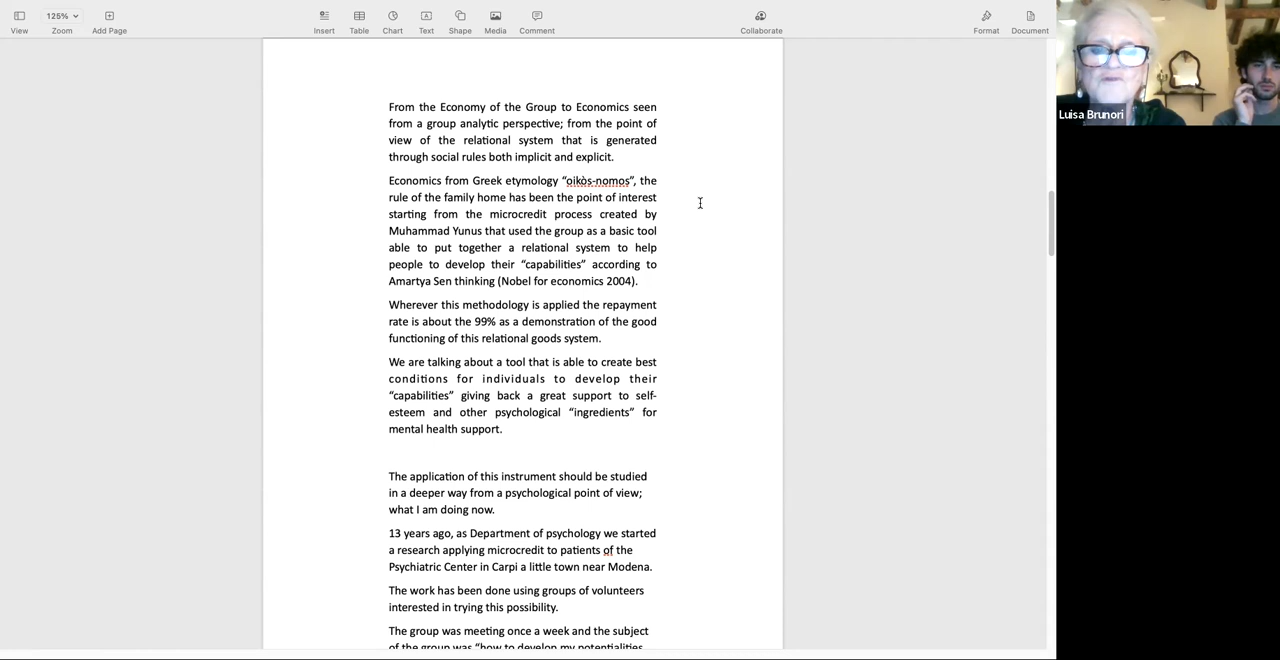 125%
View
Zoom
Add Page
Insert
Table
Chart
Text
Shape
Media
Comment
Collaborate
Format
Document
Luisa Brunori
From the Economy of the Group to Economics seen
from a group analytic perspective; from the point of
view of the relational system that is generated
through social rules both implicit and explicit.
Economics from Greek etymology “oikòs-nomos”, the
rule of the family home has been the point of interest
starting from the microcredit process created by
Muhammad Yunus that used the group as a basic tool
able to put together a relational system to help
people to develop their “capabilities” according to
Amartya Sen thinking (Nobel for economics 2004).
Wherever this methodology is applied the repayment
rate is about the 99% as a demonstration of the good
functioning of this relational goods system.
We are talking about a tool that is able to create best
conditions for individuals to develop their
“capabilities” giving back a great support to self-
esteem and other psychological “ingredients” for
mental health support.
The application of this instrument should be studied
in a deeper way from a psychological point of view;
what I am doing now.
13 years ago, as Department of psychology we started
a research applying microcredit to patients of the
Psychiatric Center in Carpi a little town near Modena.
The work has been done using groups of volunteers
interested in trying this possibility.
The group was meeting once a week and the subject
of the group was “how to develop my potentialities